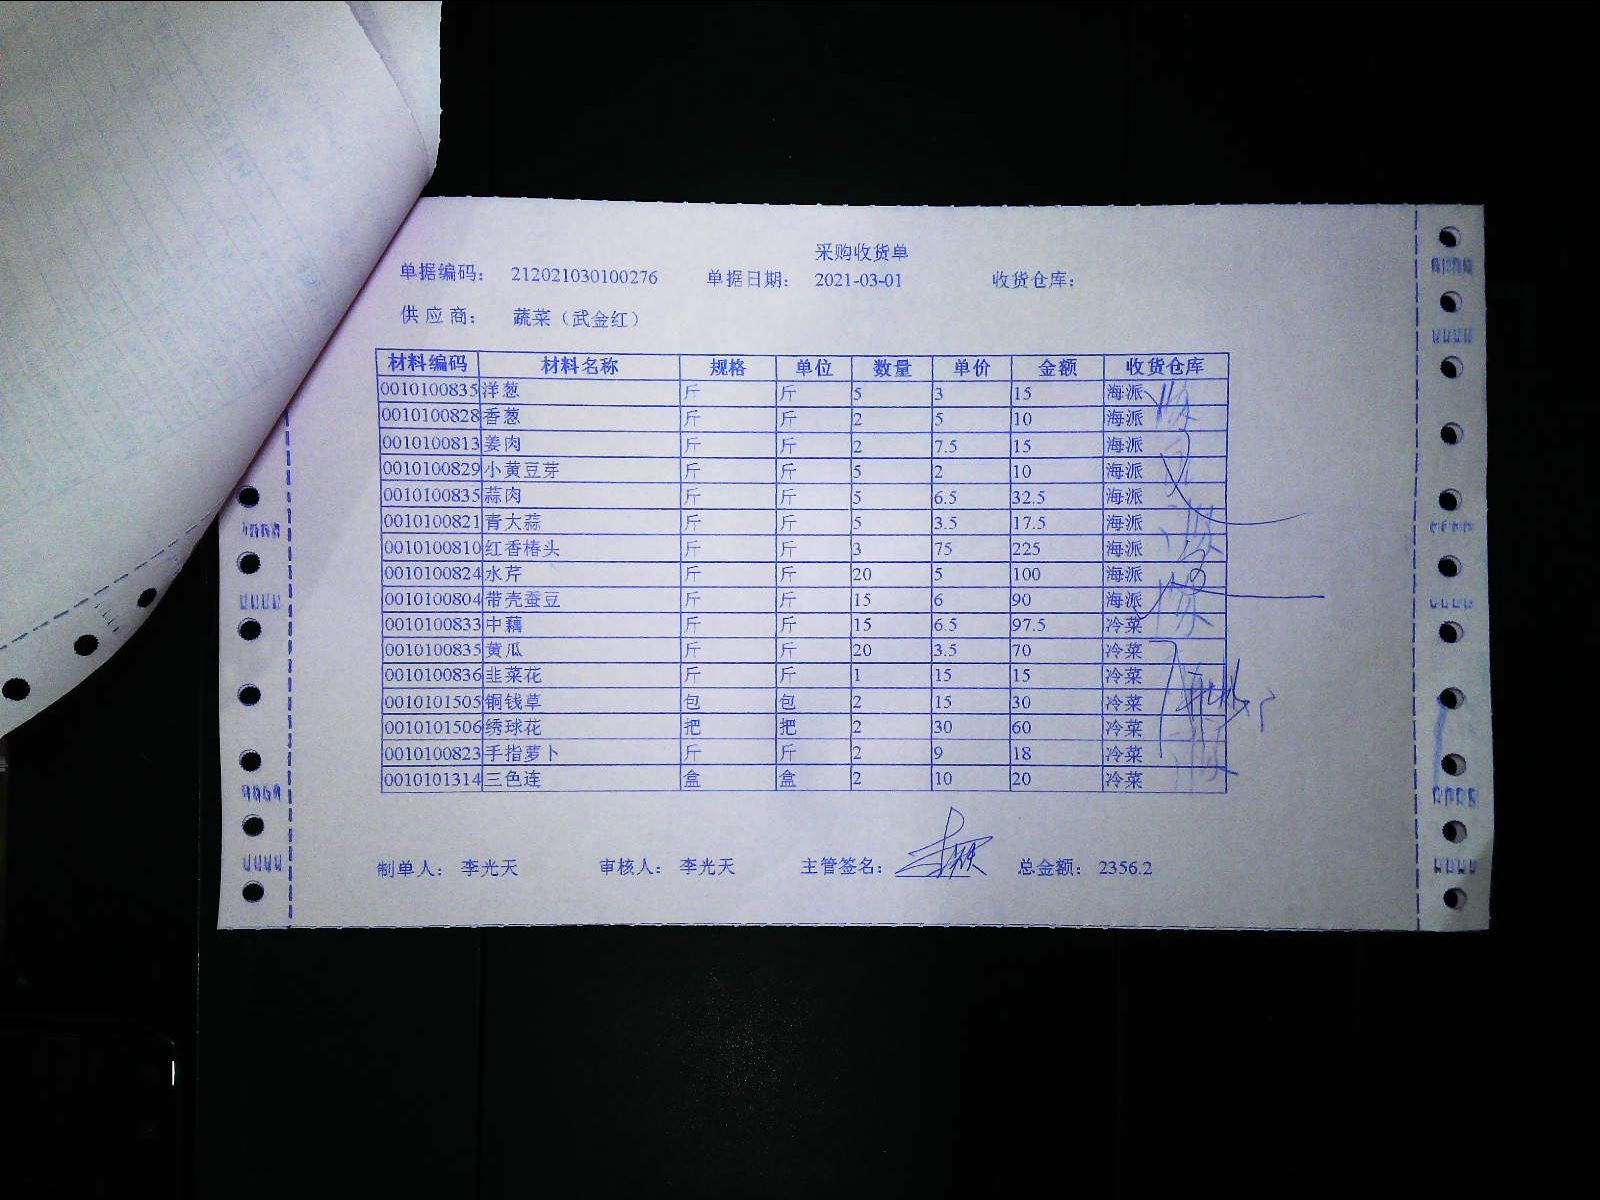 采购收货单
单据编码： 212021030100276 单据日期： 2021-03-01 收货仓库：
供应商： 蔬菜（武金红）
材料编码 材料名称 规格 单位 数量 单价 金额 收货仓库
0010100835 洋葱 斤 斤 5 3 15 海派
0010100828 香葱 斤 斤 2 5 10 海派
0010100813 姜肉 斤 斤 2 7.5 15 海派
0010100829 小黄豆芽 斤 斤 5 2 10 海派
0010100835 蒜肉 斤 斤 5 6.5 32.5 海派
0010100821 青大蒜 斤 斤 5 3.5 17.5 海派
0010100810 红香椿头 斤 斤 3 75 225 海派
0010100824 水芹 斤 斤 20 5 100 海派
0010100804 带壳蚕豆 斤 斤 15 6 90 海派
0010100833 中藕 斤 斤 15 6.5 97.5 冷菜
0010100835 黄瓜 斤 斤 20 3.5 70 冷菜
0010100836 韭菜花 斤 斤 1 15 15 冷菜
0010101505 铜钱草 包 包 2 15 30 冷菜
0010101506 绣球花 把 把 2 30 60 冷菜
0010100823 手指萝卜 斤 斤 2 9 18 冷菜
0010101314 三色连 盒 盒 2 10 20 冷菜
制单人： 李光天 审核人： 李光天 主管签名： 总金额： 2356.2